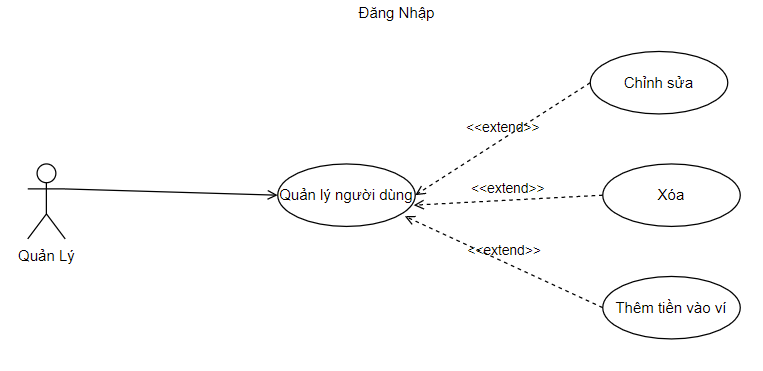 Đăng Nhập
Chỉnh sửa
<<extend>>
Quản lý người dùng
<<extend>>
Xóa
Quản Lý
<<extend>>
Thêm tiền vào ví